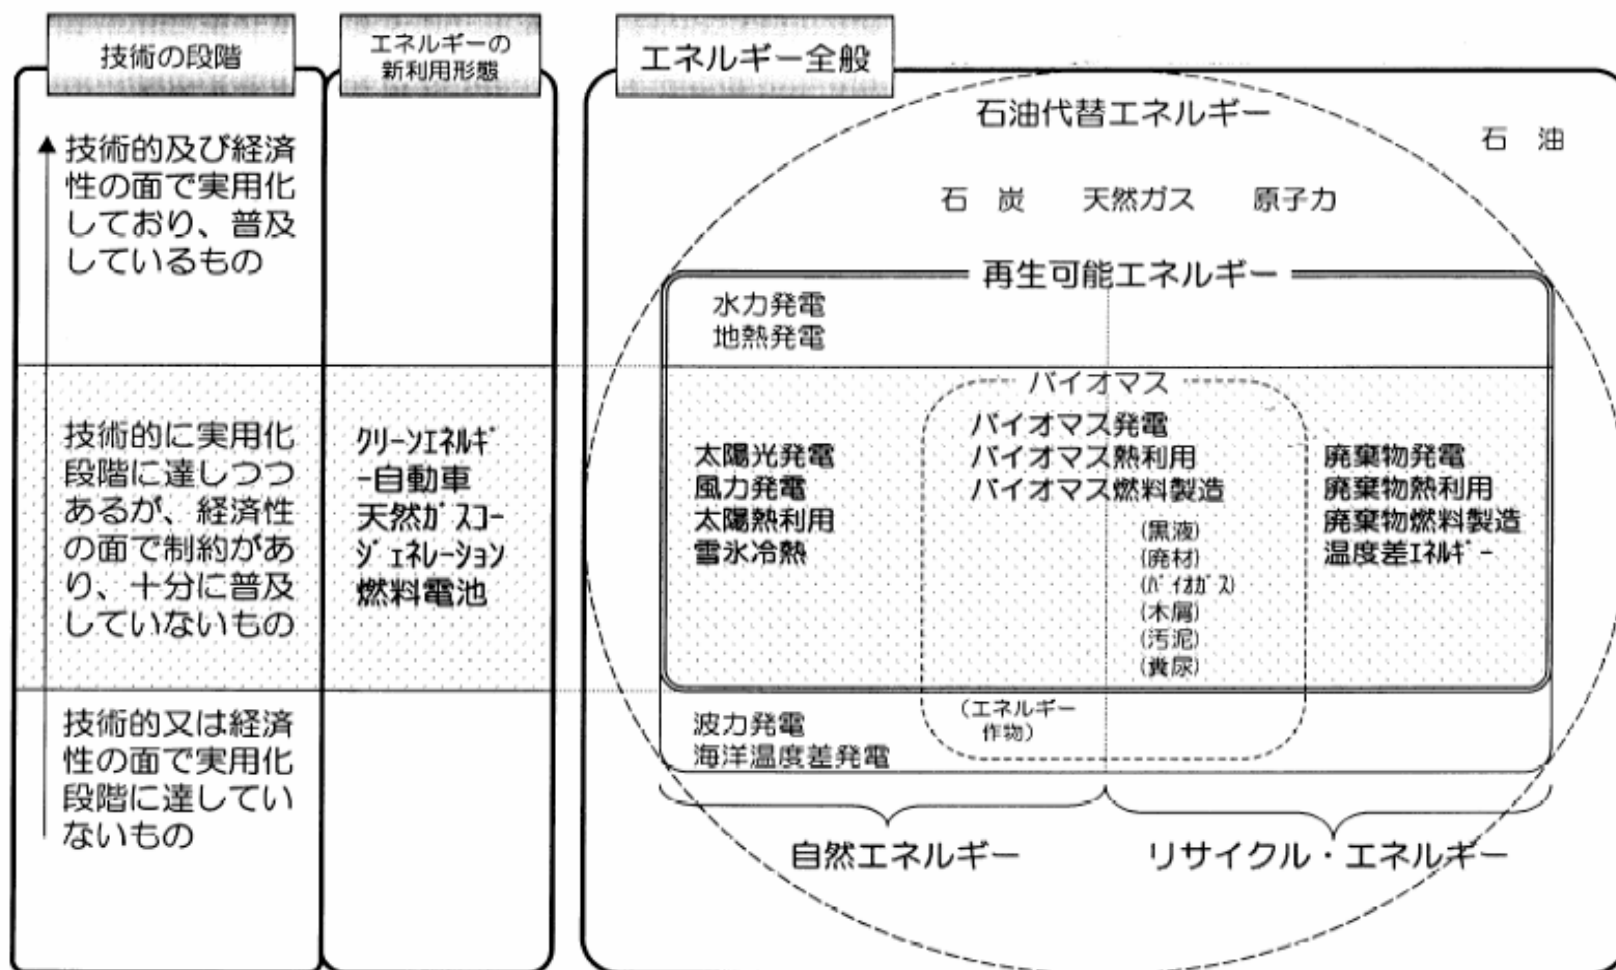 技術の段階
エネルギーの
新利用形態
エネルギー全般
技術的及び経済
性の面で実用化
しており、普及
しているもの
技術的に実用化
段階に達しつつ
あるが、経済性
の面で制約があ
り、十分に普及
していないもの
技術的又は経済
性の面で実用化
段階に達してい
ないもの
クリーンエネルギ
ー自動車
天然ガスコー
ジェネレーション
燃料電池
石油代替エネルギー
石 油
石 炭 天然ガス 原子力
再生可能エネルギー
水力発電
地熱発電
太陽光発電
風力発電
太陽熱利用
雪氷冷熱
バイオマス
バイオマス発電
バイオマス熱利用
バイオマス燃料製造
(黒液)
(廃材)
(バイオガス)
(木屑)
(汚泥)
(糞尿)
廃棄物発電
廃棄物熱利用
廃棄物燃料製造
温度差エネルギー
波力発電
海洋温度差発電
(エネルギー
作物)
自然エネルギー
リサイクル・エネルギー